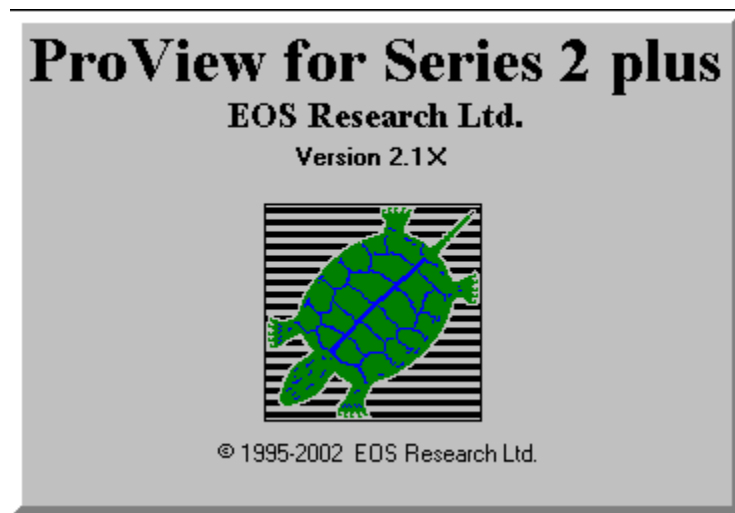 ProView for Series 2 plus
EOS Research Ltd.
Version 2.1X
© 1995-2002 EOS Research Ltd.